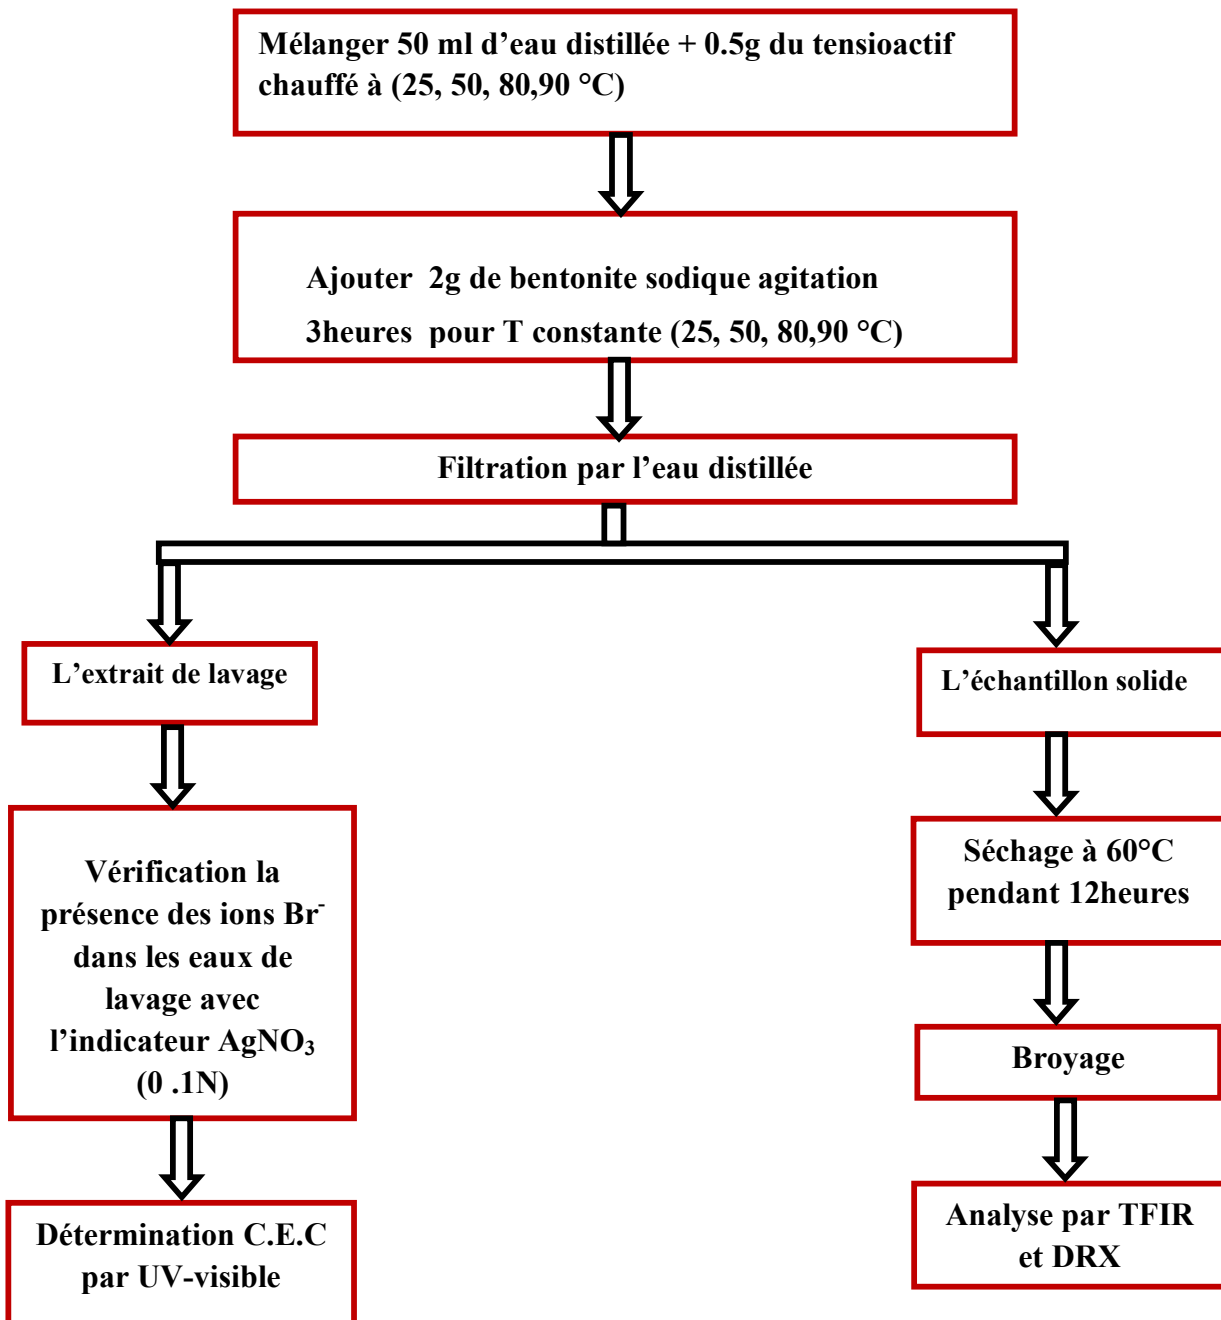 Mélanger 50 ml d’eau distillée + 0.5g du tensioactif
chauffé à (25, 50, 80,90 °C)
Ajouter 2g de bentonite sodique agitation
3heures pour T constante (25, 50, 80,90 °C)
Filtration par l’eau distillée
L’extrait de lavage
Vérification la
présence des ions Br⁻
dans les eaux de
lavage avec
l’indicateur AgNO₃
(0 .1N)
Détermination C.E.C
par UV-visible
L’échantillon solide
Séchage à 60°C
pendant 12heures
Broyage
Analyse par TFIR
et DRX